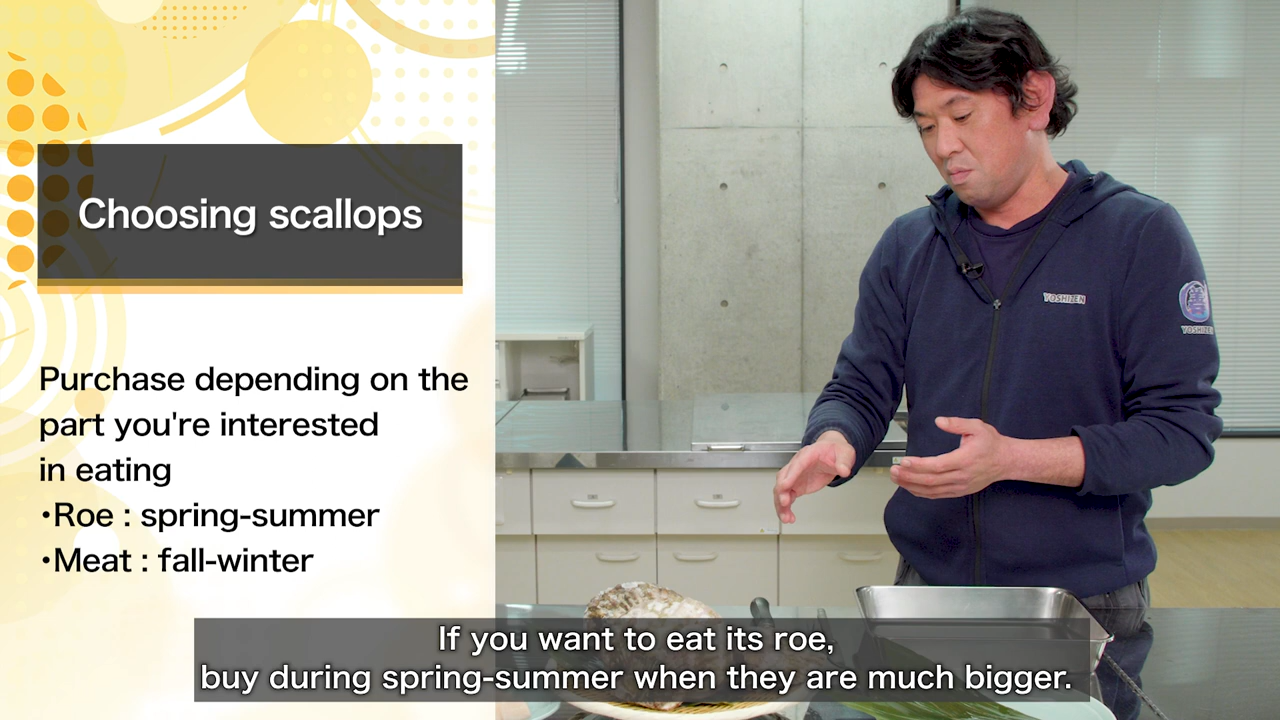 Choosing scallops
Purchase depending on the
part you're interested
in eating
・Roe : spring-summer
・Meat : fall-winter
YOSHIZEN
YOSHIZEN
If you want to eat its roe,
buy during spring-summer when they are much bigger.